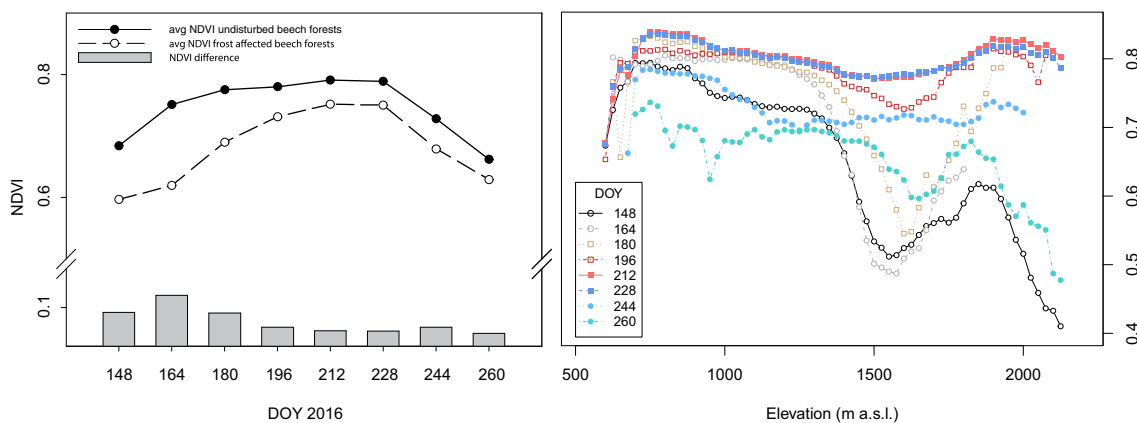 avg NDVI undisturbed beech forests
avg NDVI frost affected beech forests
NDVI difference
NDVI
0.8
0.6
0.1
148 164 180 196 212 228 244 260
DOY 2016
DOY
148
164
180
196
212
228
244
260
0.8
0.7
0.6
0.5
0.4
500 1000 1500 2000
Elevation (m a.s.l.)